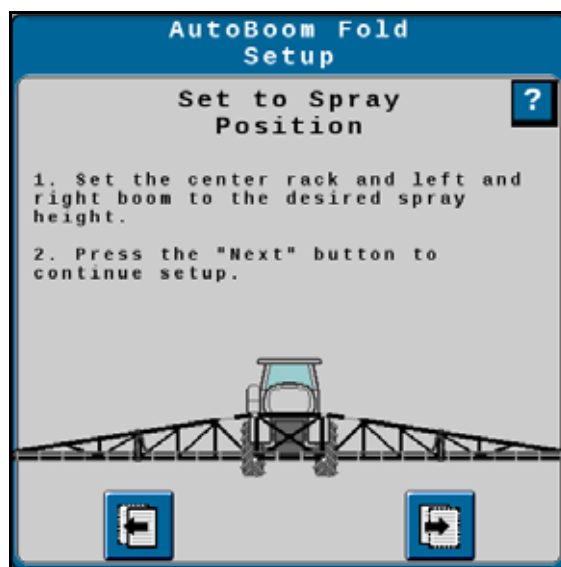 AutoBoom Fold
Setup
Set to Spray
Position
?
1. Set the center rack and left and
right boom to the desired spray
height.
2. Press the "Next" button to
continue setup.